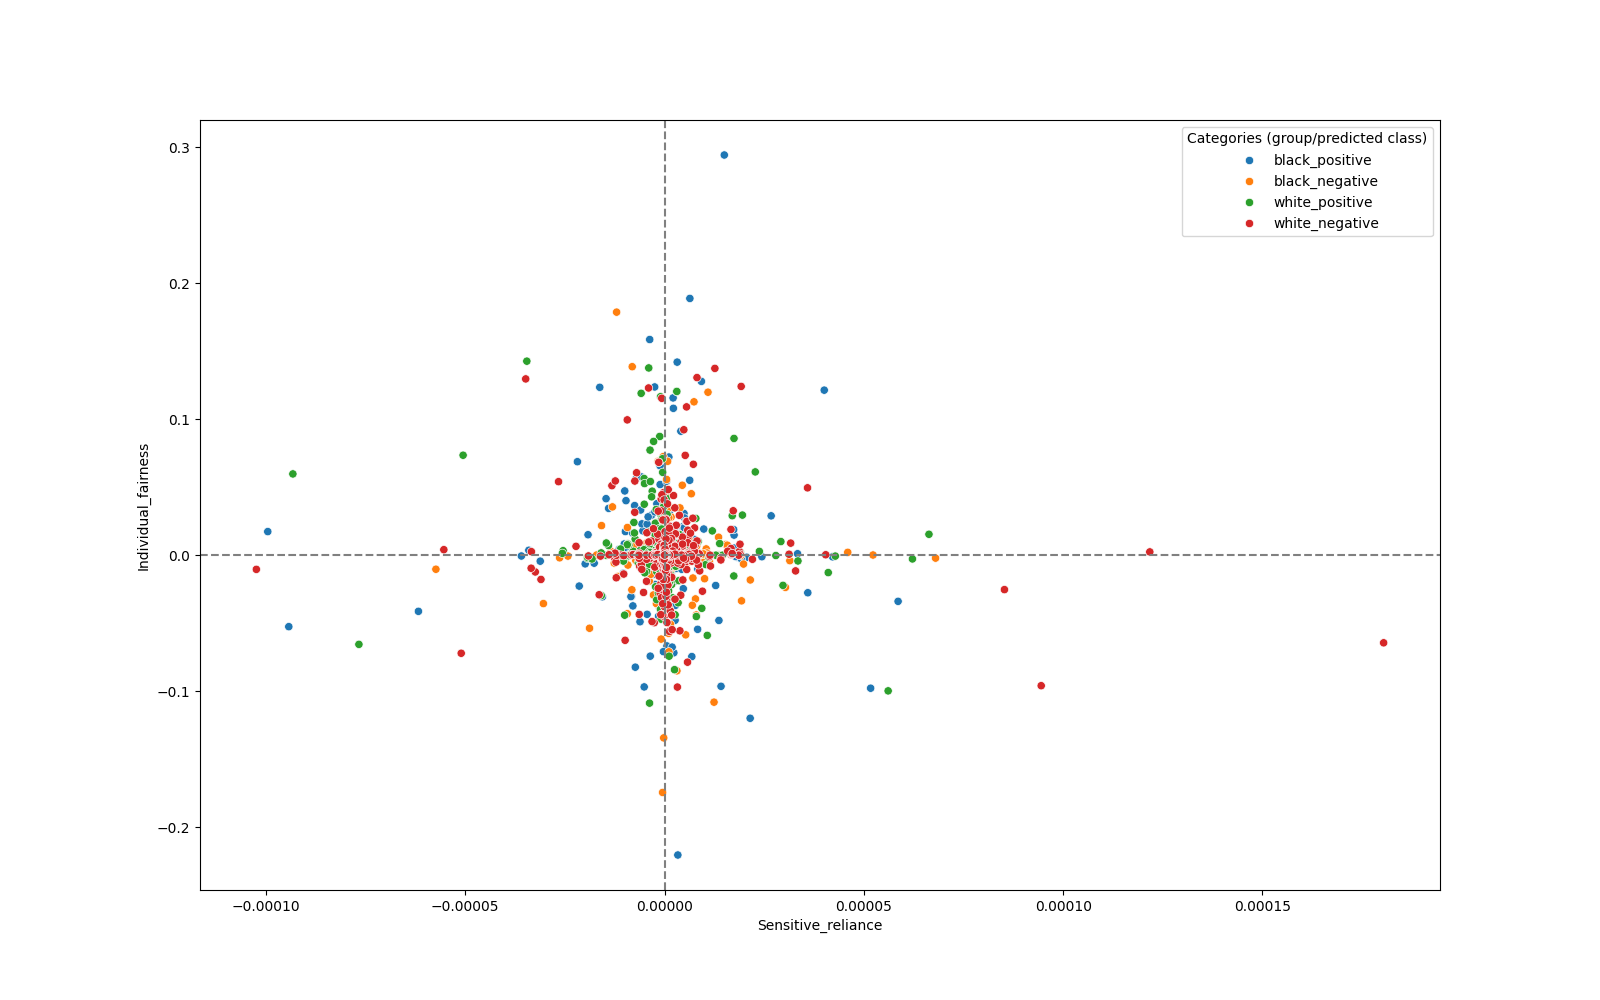 Categories (group/predicted class)
black_positive
black_negative
white_positive
white_negative
0.3
0.2
0.1
0.0
−0.1
−0.2
Individual_fairness
−0.00010
−0.00005
0.00000
0.00005
0.00010
0.00015
Sensitive_reliance